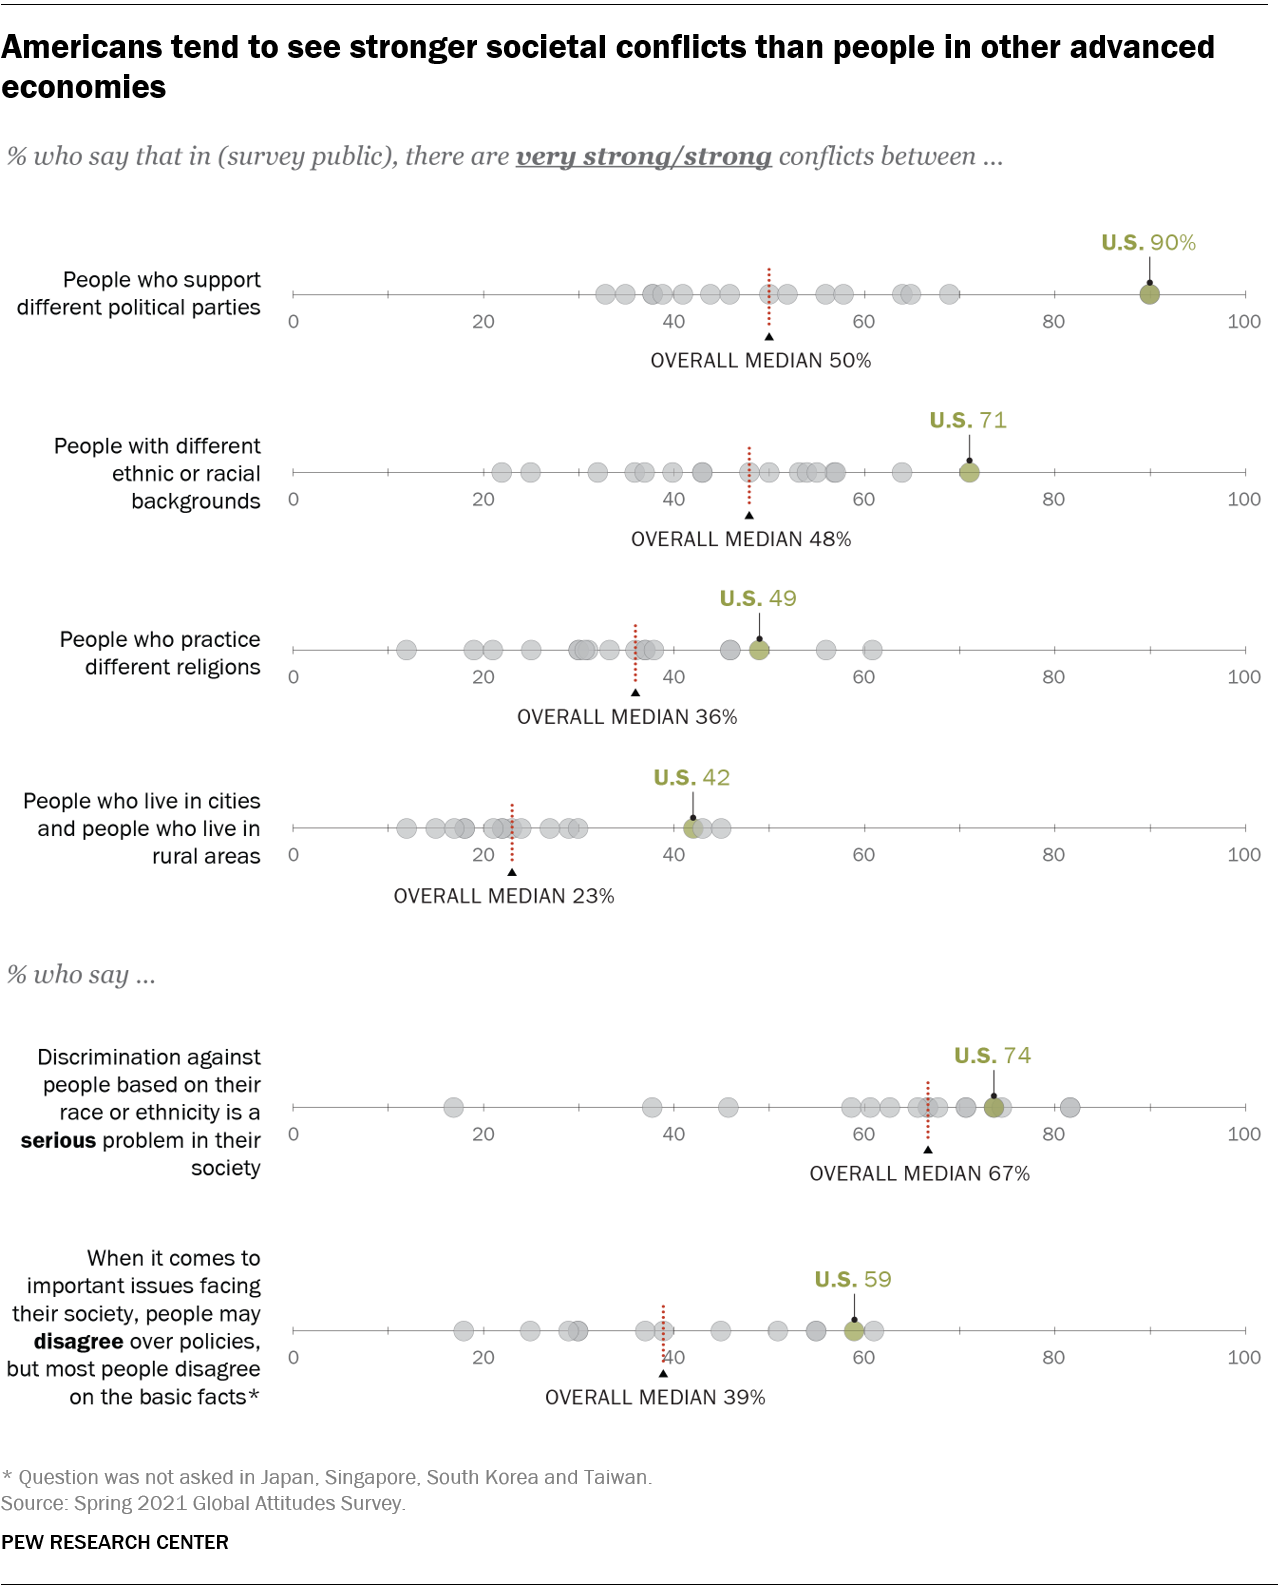 Americans tend to see stronger societal conflicts than people in other advanced
economies
% who say that in (survey public), there are very strong/strong conflicts between ...
U.S. 90%
People who support
different political parties
0 20 40 60 80 100
OVERALL MEDIAN 50%
U.S. 71
People with different
ethnic or racial
backgrounds
0 20 40 60 80 100
OVERALL MEDIAN 48%
U.S. 49
People who practice
different religions
0 20 40 60 80 100
OVERALL MEDIAN 36%
U.S. 42
People who live in cities
and people who live in
rural areas
0 20 40 60 80 100
OVERALL MEDIAN 23%
% who say ...
U.S. 74
Discrimination against
people based on their
race or ethnicity is a
serious problem in their
society
0 20 40 60 80 100
OVERALL MEDIAN 67%
U.S. 59
When it comes to
important issues facing
their society, people may
disagree over policies,
but most people disagree
on the basic facts*
0 20 40 60 80 100
OVERALL MEDIAN 39%
* Question was not asked in Japan, Singapore, South Korea and Taiwan.
Source: Spring 2021 Global Attitudes Survey.
PEW RESEARCH CENTER